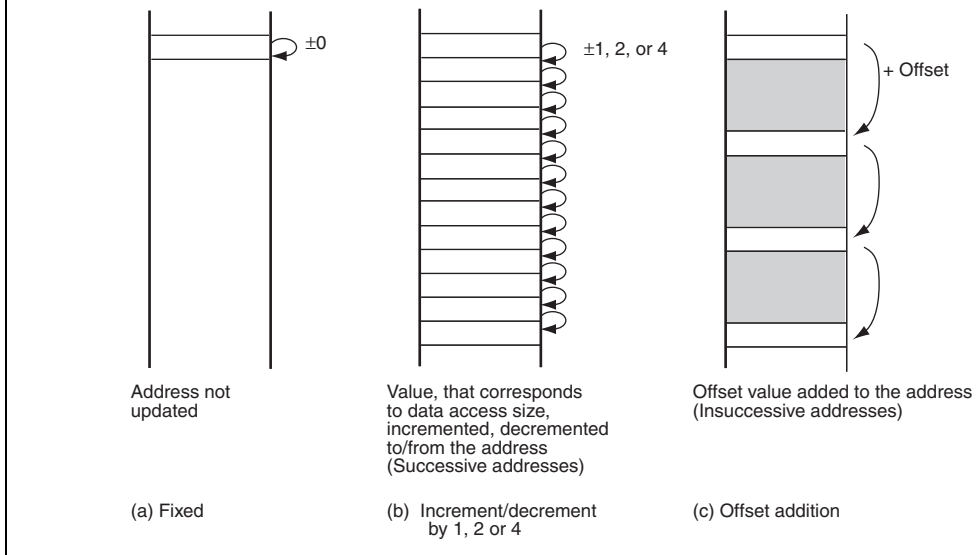 ±0
±1, 2, or 4
+ Offset
Address not
updated
Value, that corresponds
to data access size,
incremented, decremented
to/from the address
(Successive addresses)
Offset value added to the address
(Insuccessive addresses)
(a) Fixed
(b) Increment/decrement
by 1, 2 or 4
(c) Offset addition